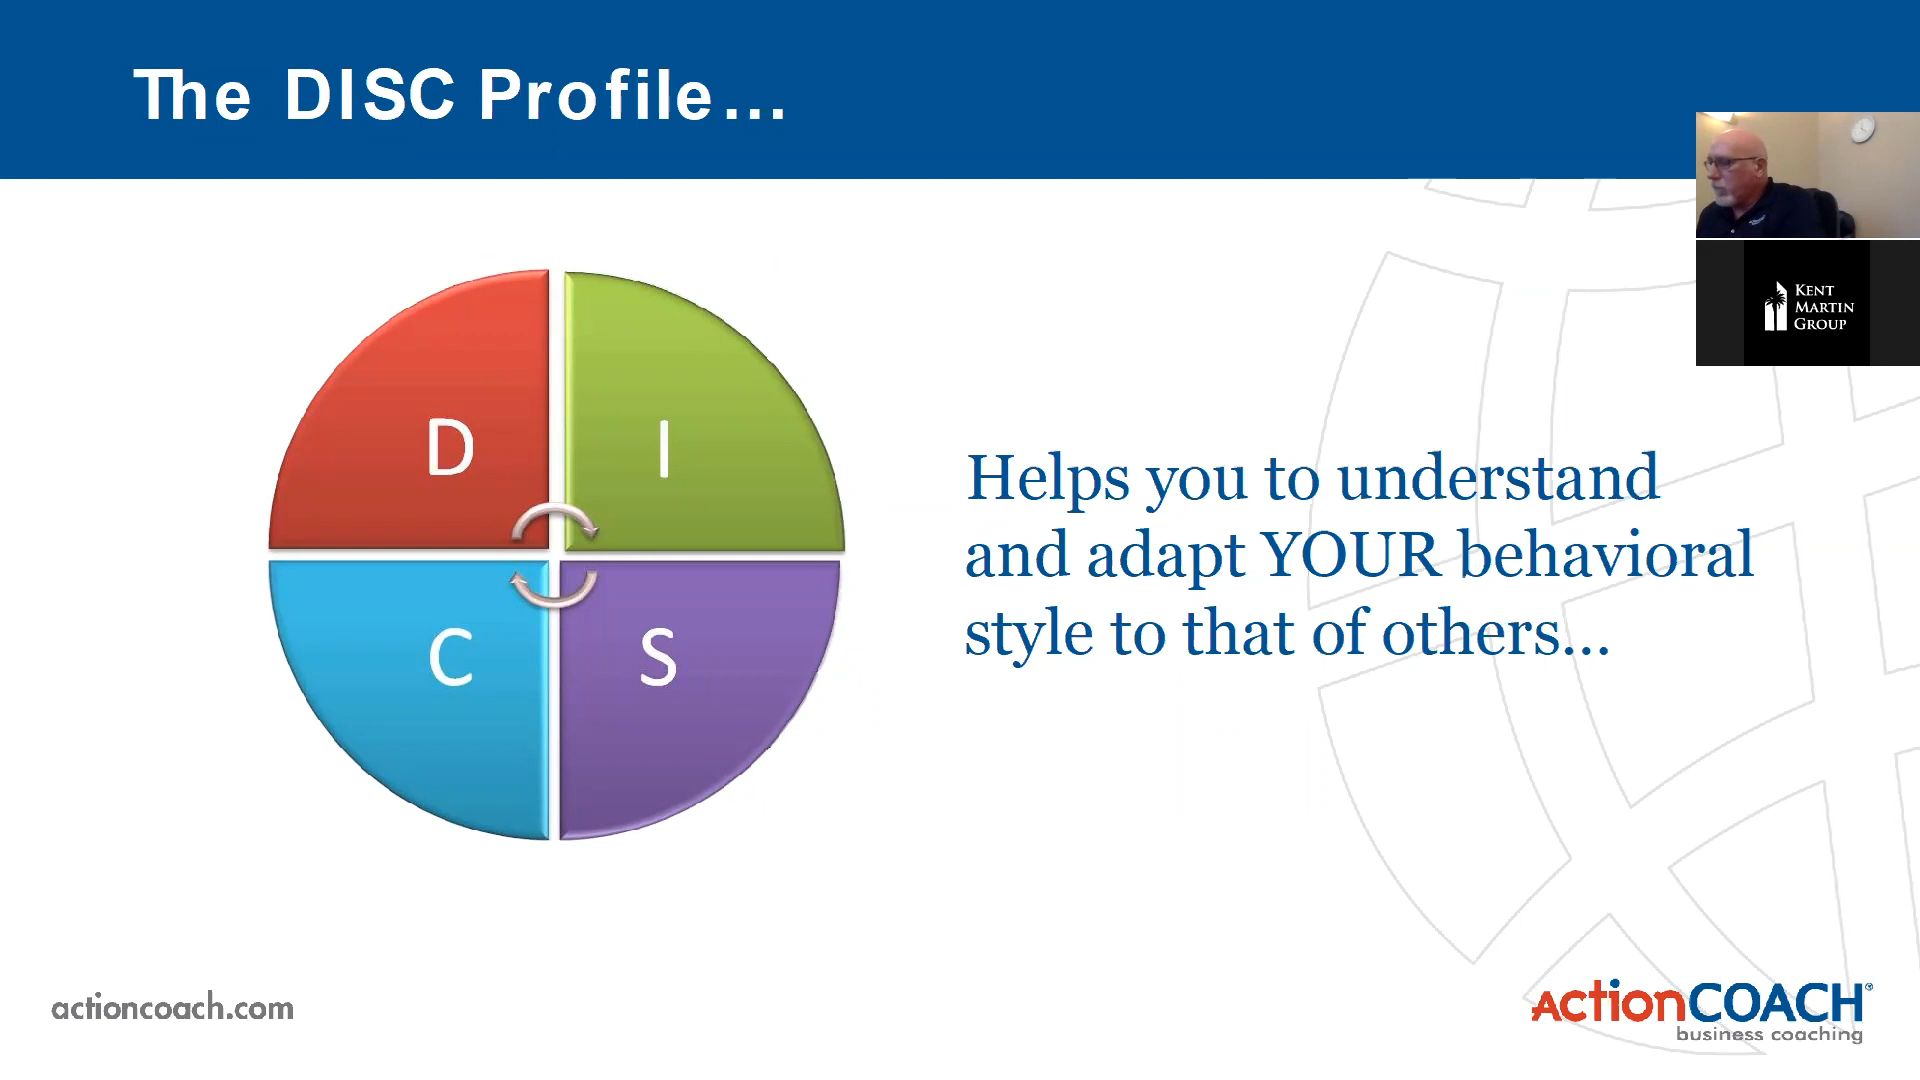 The DISC Profile...
KENT
MARTIN
GROUP
D
I
C
S
Helps you to understand
and adapt YOUR behavioral
style to that of others...
actioncoach.com
actionCOACH®
business coaching